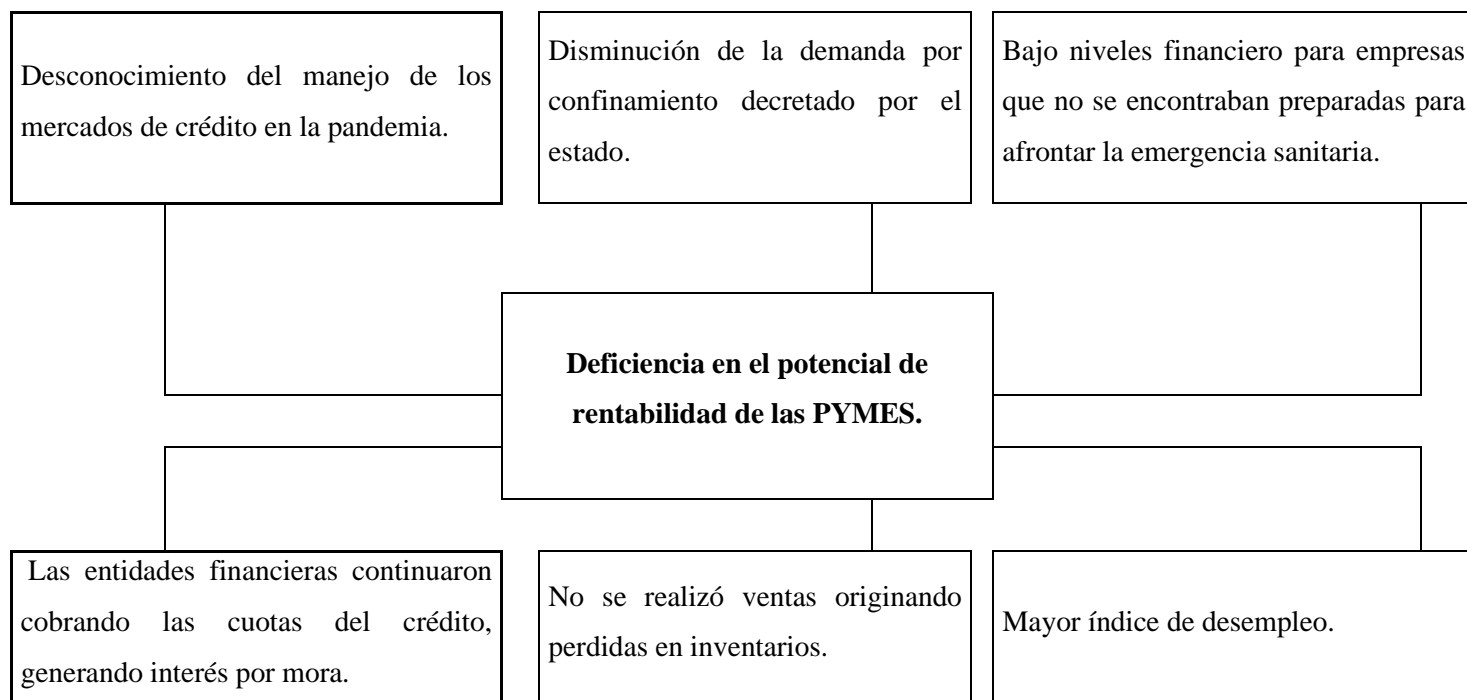 Desconocimiento del manejo de los
mercados de crédito en la pandemia.
Disminución de la demanda por
confinamiento decretado por el
estado.
Bajo niveles financiero para empresas
que no se encontraban preparadas para
afrontar la emergencia sanitaria.
Deficiencia en el potencial de
rentabilidad de las PYMES.
Las entidades financieras continuaron
cobrando las cuotas del crédito,
generando interés por mora.
No se realizó ventas originando
perdidas en inventarios.
Mayor índice de desempleo.